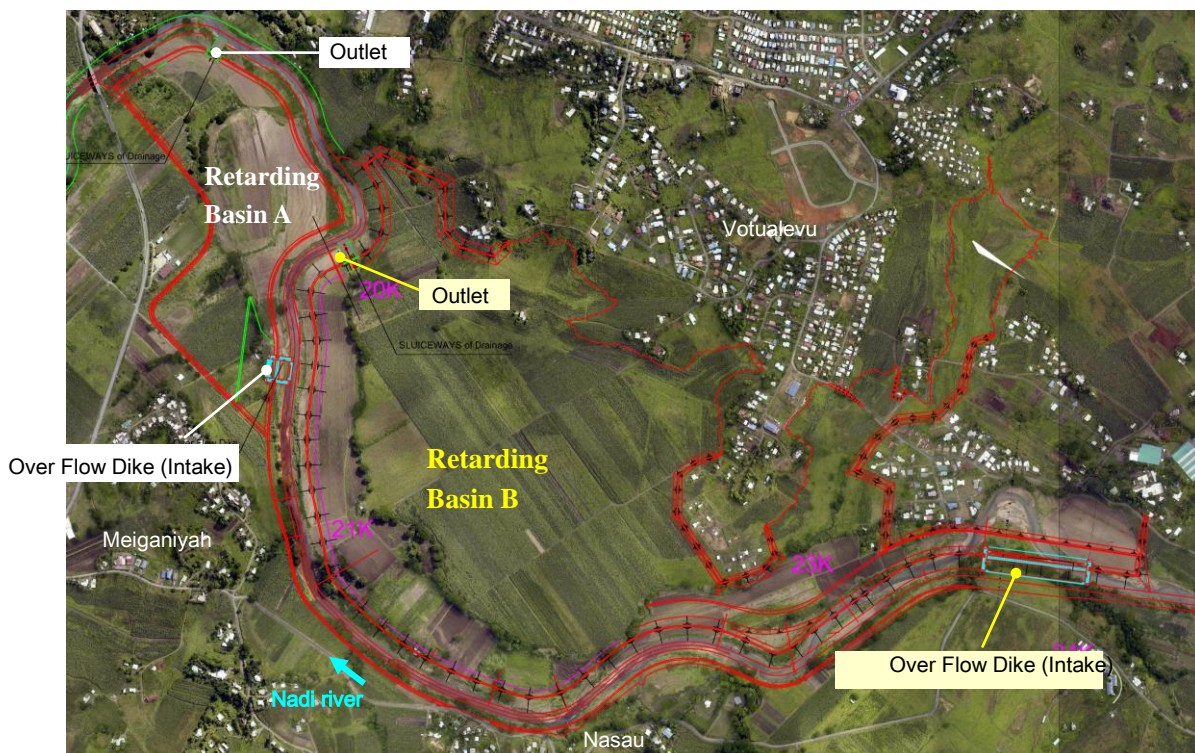 Outlet
UICEWAYS of Drainage
Retarding
Basin A
Votualevu
20K
Outlet
SLUICEWAYS of Drainage
Over Flow Dike (Intake)
Retarding
Basin B
21K
Meiganiyah
23K
Over Flow Dike (Intake)
Nadi river
Nasau